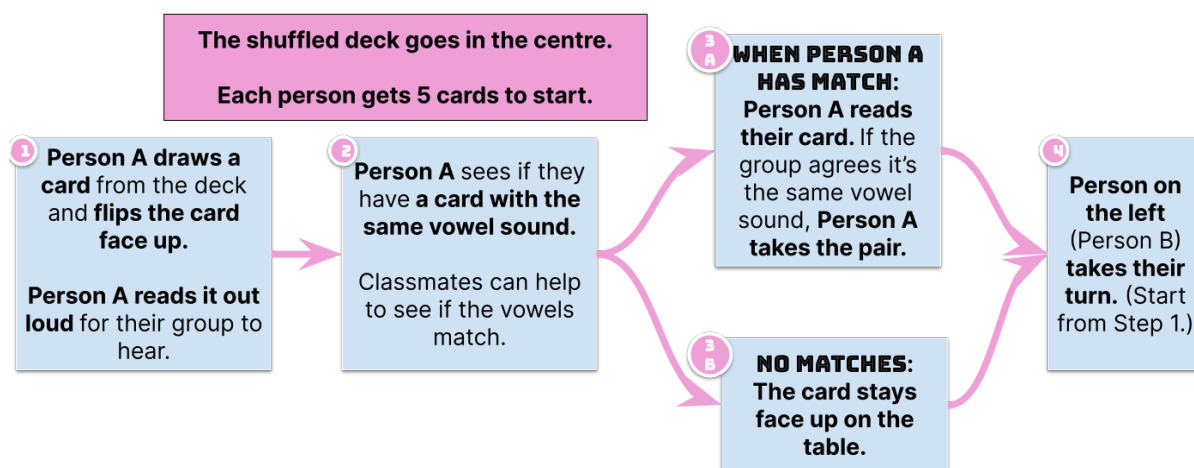 The shuffled deck goes in the centre.
Each person gets 5 cards to start.
1
Person A draws a
card from the deck
and flips the card
face up.
Person A reads it out
loud for their group to
hear.
2
Person A sees if they
have a card with the
same vowel sound.
Classmates can help
to see if the vowels
match.
3
A
WHEN PERSON A
HAS MATCH:
Person A reads
their card. If the
group agrees it's
the same vowel
sound, Person A
takes the pair.
3
B
NO MATCHES:
The card stays
face up on the
table.
4
Person on
the left
(Person B)
takes their
turn. (Start
from Step 1.)